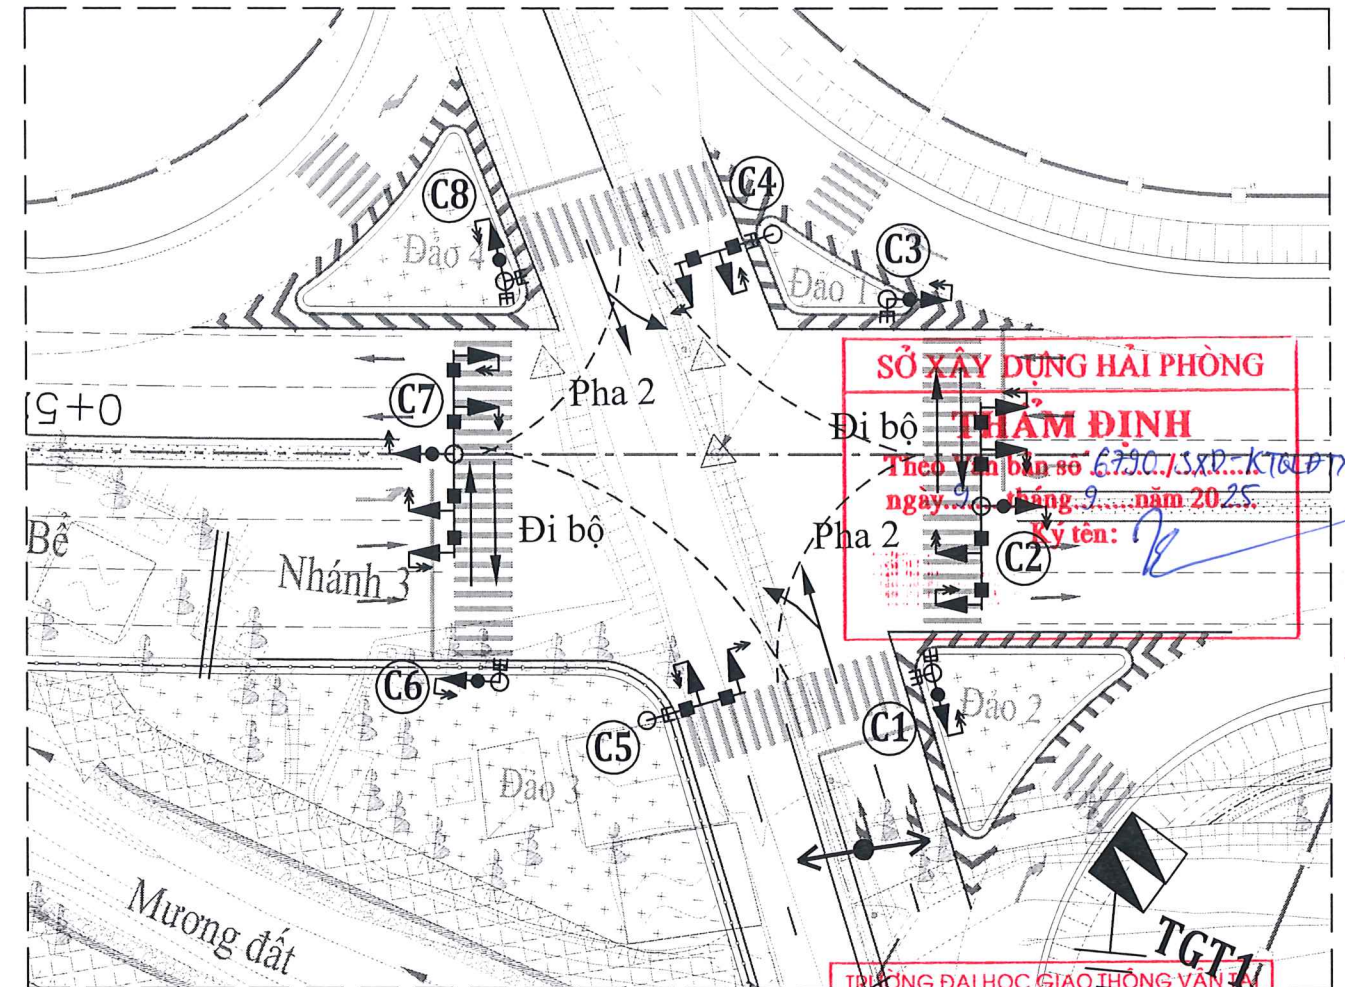 C8
C4
C3
Đảo 4
Đảo 1
SỞ XÂY DỰNG HẢI PHÒNG
THẨM ĐỊNH
Theo Văn bản số 6790./SXD-KTQLĐT
ngày 9 tháng 9 năm 2025
Ký tên:
Pha 2
C7
Đi bộ
Đi bộ
Pha 2
C2
Bể
Nhánh 3
C6
C5
C1
Đảo 2
Đảo 3
Mương đất
TGT1
TRƯỜNG ĐẠI HỌC GIAO THÔNG VẬN TẢI